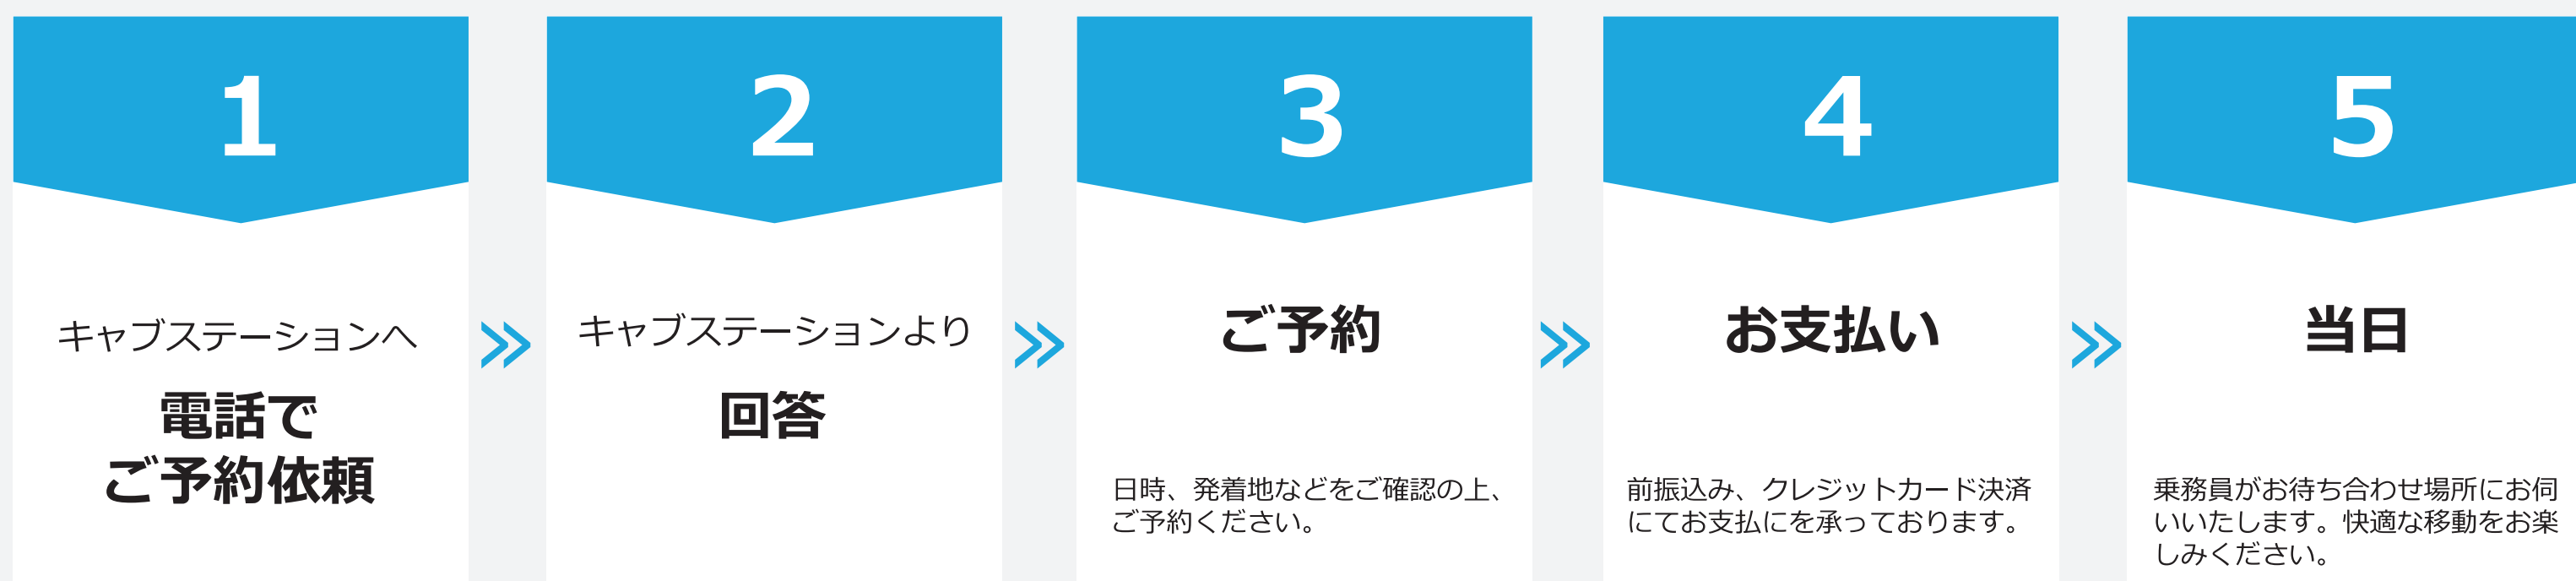 1
キャブステーションへ
電話で
ご予約依頼
2
キャブステーションより
回答
3
ご予約
日時、発着地などをご確認の上、
ご予約ください。
4
お支払い
前振込み、クレジットカード決済
にてお支払にを承っております。
5
当日
乗務員がお待ち合わせ場所にお伺
いいたします。快適な移動をお楽
しみください。